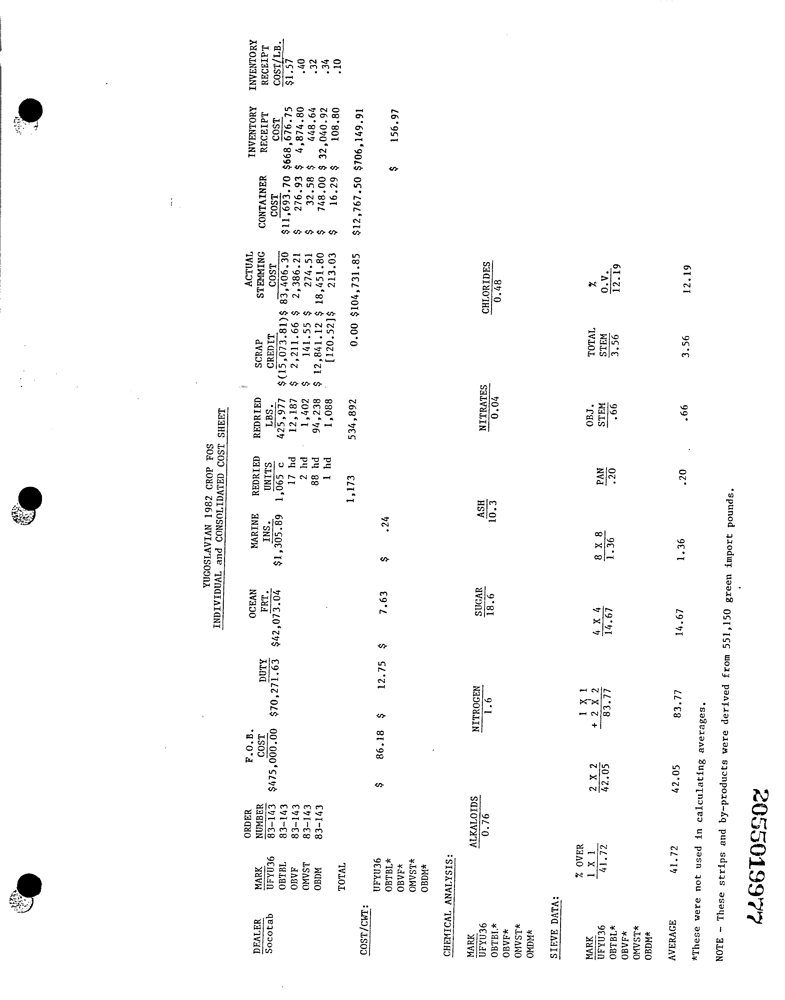 YUGOSLAVIAN 1982 CROP FOS
INDIVIDUAL and CONSOLIDATED COST SHEET
DEALER MARK ORDER NUMBER F.O.B. COST DUTY OCEAN FRT. MARINE INS. REDRIED UNITS REDRIED LBS. SCRAP CREDIT ACTUAL STEMMING COST CONTAINER COST INVENTORY RECEIPT COST INVENTORY RECEIPT COST/LB.
Socotab UFYU36 83-143 $475,000.00 $70,271.63 $42,073.04 $1,305.89 1,065 c 425,977 $(15,073.81) $ 83,406.30 $11,693.70 $668,676.75 $1.57
OBTBL 83-143 17 hd 12,187 $ 2,211.66 $ 2,386.21 $ 276.93 $ 4,874.80 .40
OBVF 83-143 2 hd 1,402 $ 141.55 $ 274.51 $ 32.58 $ 448.64 .32
OMVST 83-143 88 hd 94,238 $ 12,841.12 $ 18,451.80 $ 748.00 $ 32,040.92 .34
OBDM 83-143 1 hd 1,088 [120.52] $ 213.03 $ 16.29 $ 108.80 .10
TOTAL 1,173 534,892 0.00 $104,731.85 $12,767.50 $706,149.91
COST/CWT:
UFYU36 $ 86.18 $ 12.75 $ 7.63 $ .24 $ 156.97
OBTBL*
OBVF*
OMVST*
OBDM*
CHEMICAL ANALYSIS:
MARK ALKALOIDS NITROGEN SUGAR ASH NITRATES CHLORIDES
UFYU36 0.76 1.6 18.6 10.3 0.04 0.48
OBTBL*
OBVF*
OMVST*
OMDM*
SIEVE DATA:
MARK % OVER 1 X 1 2 X 2 1 X 1 + 2 X 2 4 X 4 8 X 8 PAN OBJ. STEM TOTAL STEM % O.V.
UFYU36 41.72 42.05 83.77 14.67 1.36 .20 .66 3.56 12.19
OBTBL*
OBVF*
OMVST*
OBDM*
AVERAGE 41.72 42.05 83.77 14.67 1.36 .20 .66 3.56 12.19
*These were not used in calculating averages.
NOTE - These strips and by-products were derived from 551,150 green import pounds.
2055019977